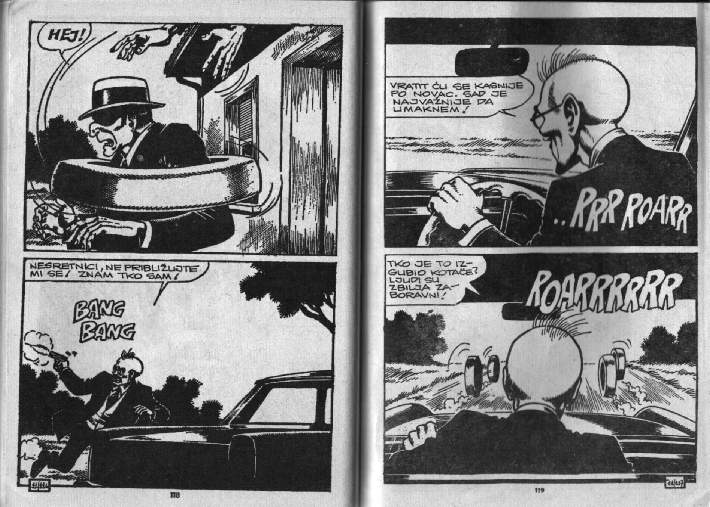 HEJ!
NESRETNICI, NE PRIBLIŽUJTE
MI SE! ZNAM TKO SAM!
BANG
BANG
118
VRATIT ĆU SE KASNIJE
PO NOVAC. SAD JE
NAJVAŽNIJE DA
UMAKNEM!
..RRR ROARR
TKO JE TO IZ-
GUBIO KOTAČE?
LJUDI SU
ZBILJA ZA-
BORAVNI!
ROARRRRRRR
119